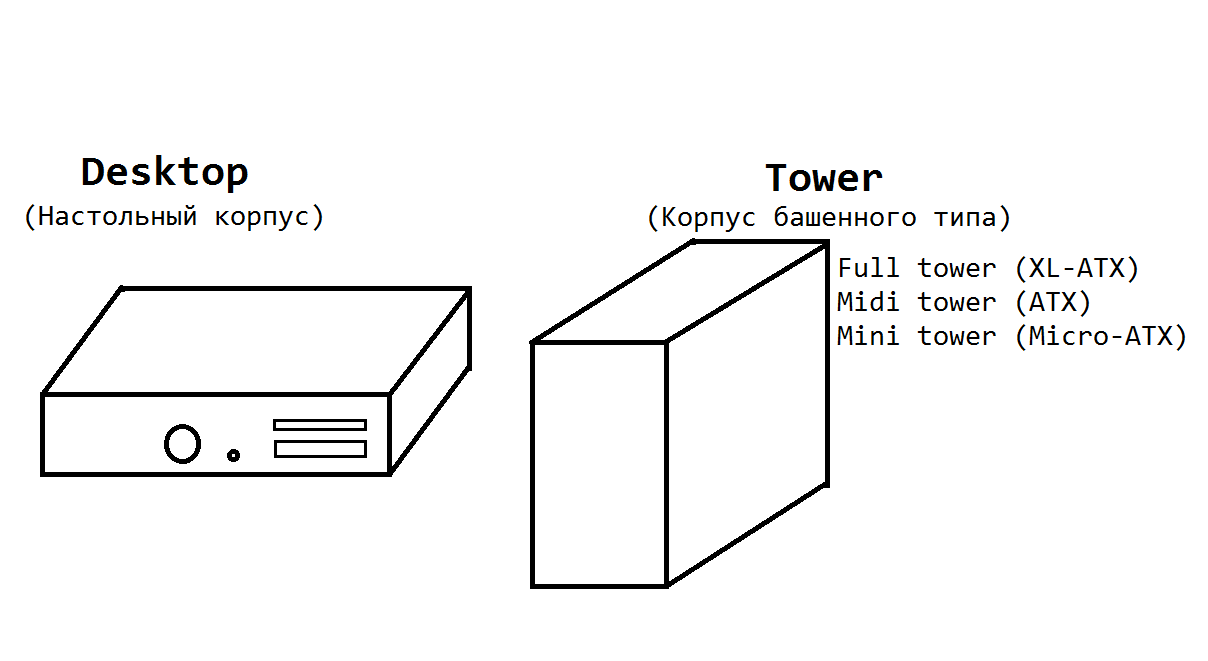 Desktop
(Настольный корпус)
Tower
(Корпус башенного типа)
Full tower (XL-ATX)
Midi tower (ATX)
Mini tower (Micro-ATX)